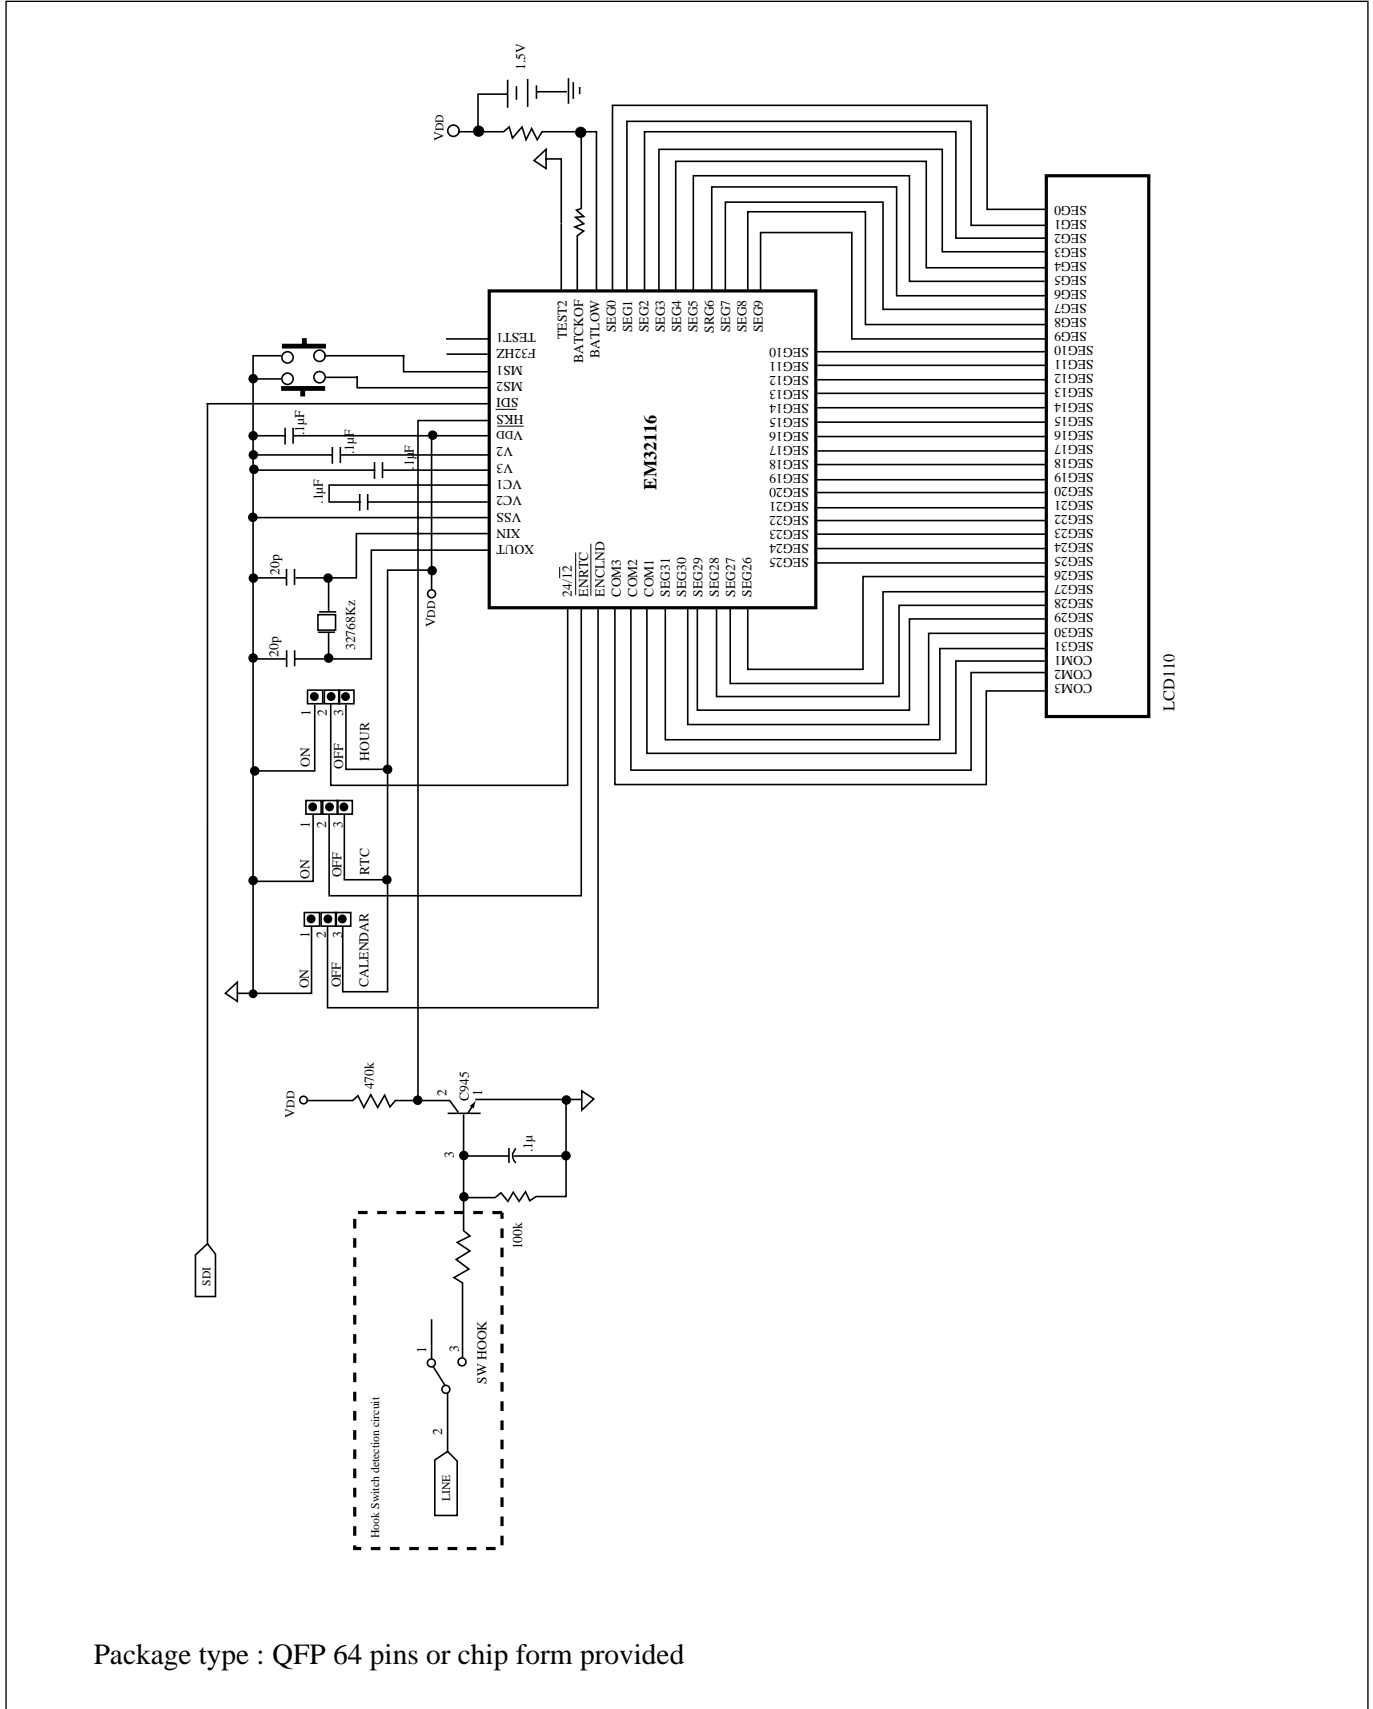 1.5V
VDD
TEST2
BATCKOF
BATLOW
SEG0
SEG1
SEG2
SEG3
SEG4
SEG5
SRG6
SEG7
SEG8
SEG9
TEST1
F32HZ
MS1
MS2
SDI
HKS
VDD
V2
V3
VC1
VC2
VSS
XIN
XOUT
.1µF
.1µF
.1µF
.1µF
EM32116
SEG10
SEG11
SEG12
SEG13
SEG14
SEG15
SEG16
SEG17
SEG18
SEG19
SEG20
SEG21
SEG22
SEG23
SEG24
SEG25
24/12
ENRTC
ENCLND
COM3
COM2
COM1
SEG31
SEG30
SEG29
SEG28
SEG27
SEG26
SEG0
SEG1
SEG2
SEG3
SEG4
SEG5
SEG6
SEG7
SEG8
SEG9
SEG10
SEG11
SEG12
SEG13
SEG14
SEG15
SEG16
SEG17
SEG18
SEG19
SEG20
SEG21
SEG22
SEG23
SEG24
SEG25
SEG26
SEG27
SEG28
SEG29
SEG30
SEG31
COM1
COM2
COM3
LCD110
20p
32768Kz
20p
VDD
1
2
3
ON
OFF
HOUR
1
2
3
ON
OFF
RTC
1
2
3
ON
OFF
CALENDAR
VDD
470k
2
C945
1
3
.1µ
100k
SDI
1
3
SW HOOK
2
LINE
Hook Switch detection circuit
Package type : QFP 64 pins or chip form provided